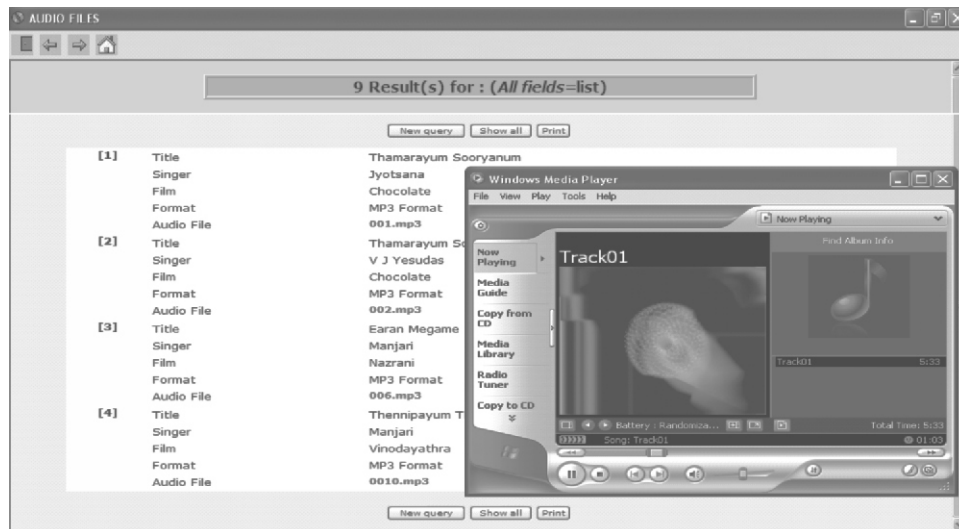 AUDIO FILES
9 Result(s) for : (All fields=list)
New query Show all Print
[1] Title Thamarayum Sooryanum
Singer Jyotsana
Film Chocolate
Format MP3 Format
Audio File 001.mp3
[2] Title Thamarayum So
Singer V J Yesudas
Film Chocolate
Format MP3 Format
Audio File 002.mp3
[3] Title Earan Megame
Singer Manjari
Film Nazrani
Format MP3 Format
Audio File 006.mp3
[4] Title Thennipayum T
Singer Manjari
Film Vinodayathra
Format MP3 Format
Audio File 0010.mp3
New query Show all Print
Windows Media Player
File View Play Tools Help
Now Playing
Now
Playing
Media
Guide
Copy from
CD
Media
Library
Radio
Tuner
Copy to CD
Track01
Find Album Info
Track01 5:33
Battery : Randomiza... Total Time: 5:33
Song: Track01 01:03